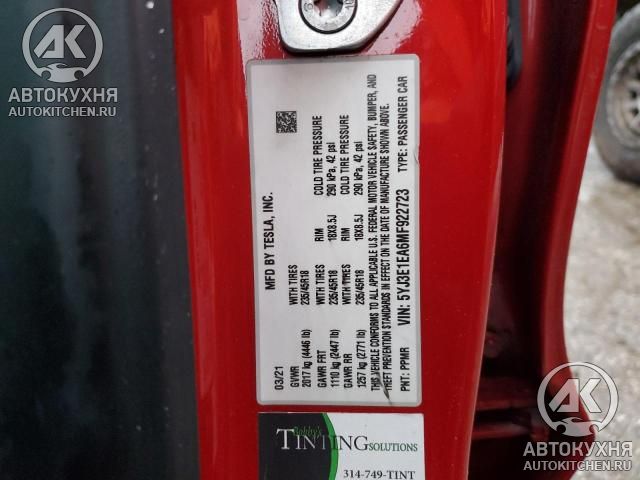 AK
АВТОКУХНЯ
AUTOKITCHEN.RU
MFD BY TESLA, INC.
03/21
GVWR
2017 kg (4446 lb)
GAWR FRT WITH TIRES RIM COLD TIRE PRESSURE
1110 kg (2447 lb) 235/45R18 18X8.5J 290 kPa, 42 psi
GAWR RR WITH TIRES RIM COLD TIRE PRESSURE
1257 kg (2771 lb) 235/45R18 18X8.5J 290 kPa, 42 psi
THIS VEHICLE CONFORMS TO ALL APPLICABLE U.S. FEDERAL MOTOR VEHICLE SAFETY, BUMPER, AND
THEFT PREVENTION STANDARDS IN EFFECT ON THE DATE OF MANUFACTURE SHOWN ABOVE.
VIN: 5YJ3E1EA6MF922723 TYPE: PASSENGER CAR
PNT: PPMR
Bobby's
TINTING SOLUTIONS
314-749-TINT
AK
АВТОКУХНЯ
AUTOKITCHEN.RU